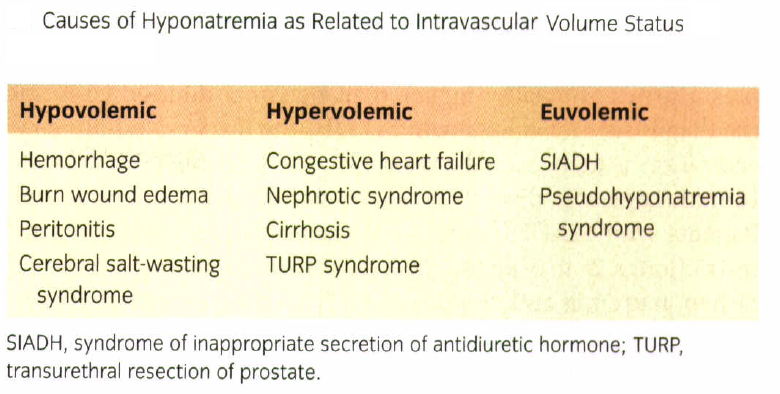 Causes of Hyponatremia as Related to Intravascular Volume Status
Hypovolemic Hypervolemic Euvolemic
Hemorrhage Congestive heart failure SIADH
Burn wound edema Nephrotic syndrome Pseudohyponatremia
Peritonitis Cirrhosis syndrome
Cerebral salt-wasting TURP syndrome
syndrome
SIADH, syndrome of inappropriate secretion of antidiuretic hormone; TURP,
transurethral resection of prostate.